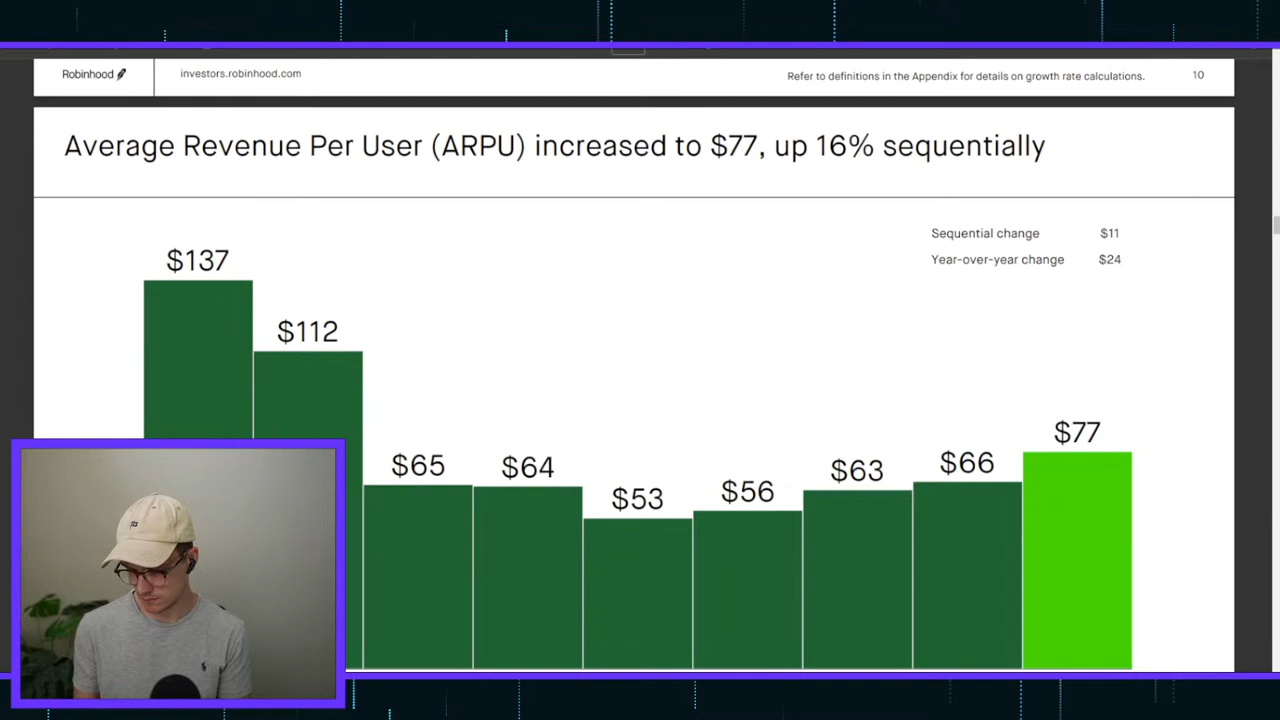 Robinhood
investors.robinhood.com
Refer to definitions in the Appendix for details on growth rate calculations.
10
Average Revenue Per User (ARPU) increased to $77, up 16% sequentially
Sequential change $11
Year-over-year change $24
$137
$112
$65
$64
$53
$56
$63
$66
$77